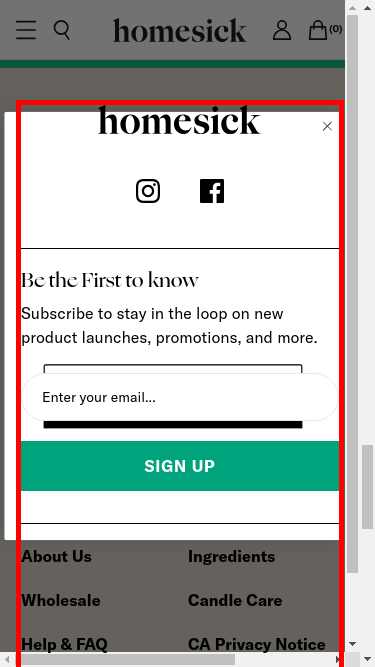 homesick
(0)
homesick
Be the First to know
Subscribe to stay in the loop on new
product launches, promotions, and more.
Enter your email...
SIGN UP
About Us
Ingredients
Wholesale
Candle Care
Help & FAQ
CA Privacy Notice